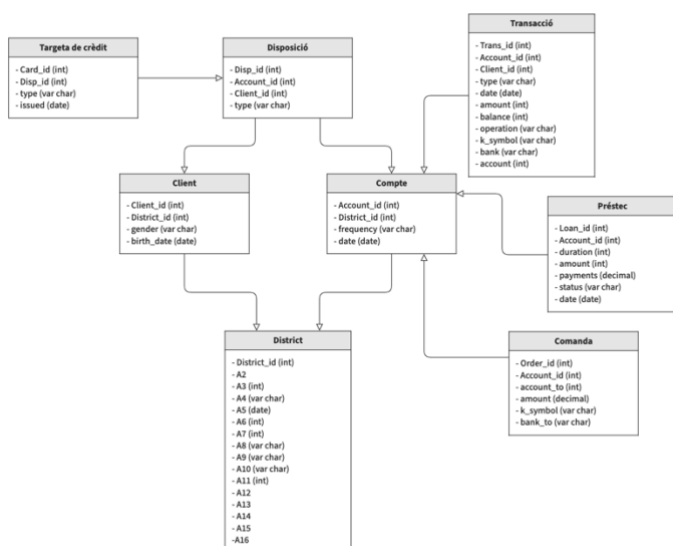 Targeta de crèdit
- Card_id (int)
- Disp_id (int)
- type (var char)
- issued (date)
Disposició
- Disp_id (int)
- Account_id (int)
- Client_id (int)
- type (var char)
Transacció
- Trans_id (int)
- Account_id (int)
- Client_id (int)
- type (var char)
- date (date)
- amount (int)
- balance (int)
- operation (var char)
- k_symbol (var char)
- bank (var char)
- account (int)
Client
- Client_id (int)
- District_id (int)
- gender (var char)
- birth_date (date)
Compte
- Account_id (int)
- District_id (int)
- frequency (var char)
- date (date)
Préstec
- Loan_id (int)
- Account_id (int)
- duration (int)
- amount (int)
- payments (decimal)
- status (var char)
- date (date)
District
- District_id (int)
- A2
- A3 (int)
- A4 (var char)
- A5 (date)
- A6 (int)
- A7 (int)
- A8 (var char)
- A9 (var char)
- A10 (var char)
- A11 (int)
- A12
- A13
- A14
- A15
-A16
Comanda
- Order_id (int)
- Account_id (int)
- account_to (int)
- amount (decimal)
- k_symbol (var char)
- bank_to (var char)